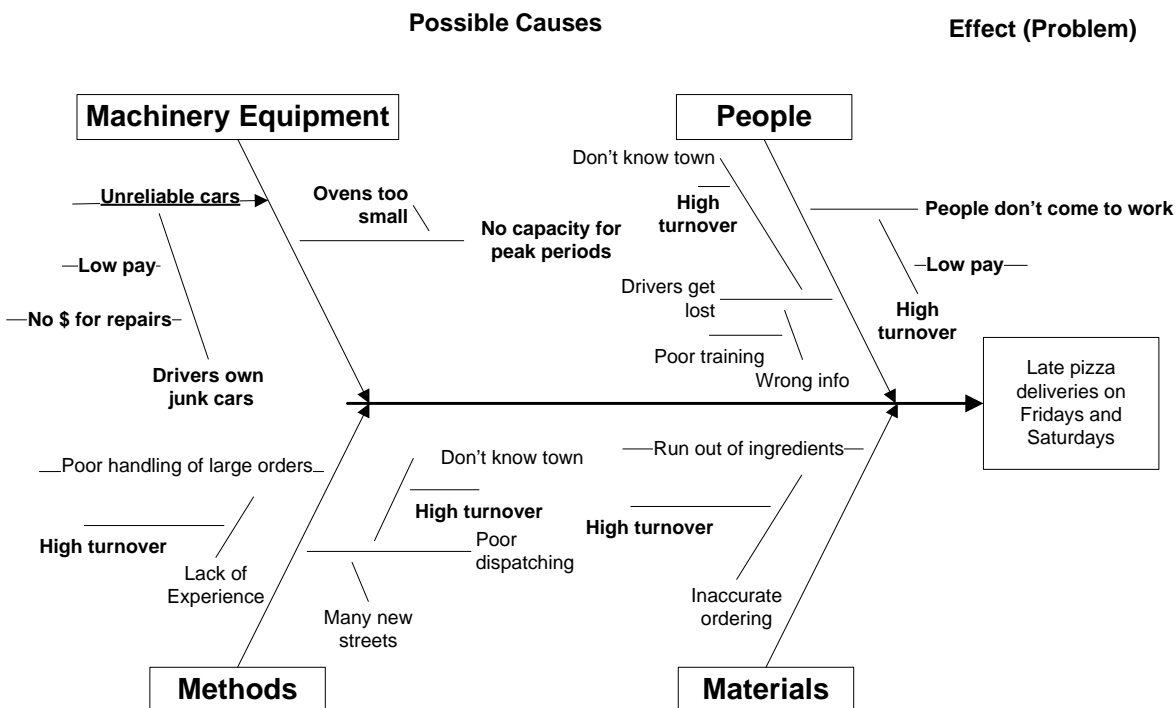 Possible Causes
Effect (Problem)
Machinery Equipment
People
Unreliable cars
Ovens too
small
No capacity for
peak periods
Low pay
No $ for repairs
Drivers own
junk cars
Don’t know town
High
turnover
People don’t come to work
Low pay
High
turnover
Drivers get
lost
Poor training
Wrong info
Late pizza
deliveries on
Fridays and
Saturdays
Poor handling of large orders
High turnover
Lack of
Experience
Don’t know town
High turnover
Poor
dispatching
Many new
streets
Run out of ingredients
High turnover
Inaccurate
ordering
Methods
Materials